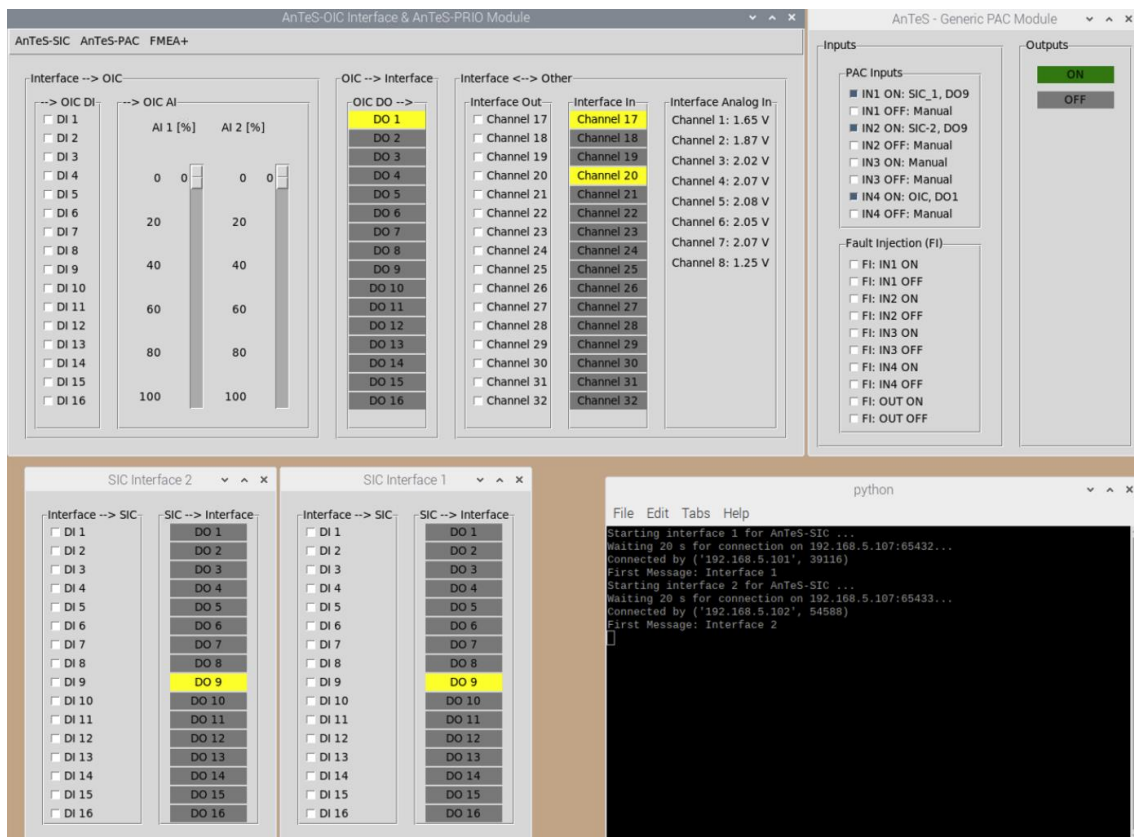 AnTeS-OIC Interface & AnTeS-PRIO Module
AnTeS-SIC AnTeS-PAC FMEA+
Interface --> OIC
--> OIC DI
DI 1
DI 2
DI 3
DI 4
DI 5
DI 6
DI 7
DI 8
DI 9
DI 10
DI 11
DI 12
DI 13
DI 14
DI 15
DI 16
--> OIC AI
AI 1 [%] AI 2 [%]
0 0 0 0
20 20
40 40
60 60
80 80
100 100
OIC --> Interface
OIC DO -->
DO 1
DO 2
DO 3
DO 4
DO 5
DO 6
DO 7
DO 8
DO 9
DO 10
DO 11
DO 12
DO 13
DO 14
DO 15
DO 16
Interface <--> Other
Interface Out
Channel 17
Channel 18
Channel 19
Channel 20
Channel 21
Channel 22
Channel 23
Channel 24
Channel 25
Channel 26
Channel 27
Channel 28
Channel 29
Channel 30
Channel 31
Channel 32
Interface In
Channel 17
Channel 18
Channel 19
Channel 20
Channel 21
Channel 22
Channel 23
Channel 24
Channel 25
Channel 26
Channel 27
Channel 28
Channel 29
Channel 30
Channel 31
Channel 32
Interface Analog In
Channel 1: 1.65 V
Channel 2: 1.87 V
Channel 3: 2.02 V
Channel 4: 2.07 V
Channel 5: 2.08 V
Channel 6: 2.05 V
Channel 7: 2.07 V
Channel 8: 1.25 V
AnTeS - Generic PAC Module
Inputs
PAC Inputs
IN1 ON: SIC_1, DO9
IN1 OFF: Manual
IN2 ON: SIC-2, DO9
IN2 OFF: Manual
IN3 ON: Manual
IN3 OFF: Manual
IN4 ON: OIC, DO1
IN4 OFF: Manual
Fault Injection (FI)
FI: IN1 ON
FI: IN1 OFF
FI: IN2 ON
FI: IN2 OFF
FI: IN3 ON
FI: IN3 OFF
FI: IN4 ON
FI: IN4 OFF
FI: OUT ON
FI: OUT OFF
Outputs
ON
OFF
SIC Interface 2
Interface --> SIC
DI 1
DI 2
DI 3
DI 4
DI 5
DI 6
DI 7
DI 8
DI 9
DI 10
DI 11
DI 12
DI 13
DI 14
DI 15
DI 16
SIC --> Interface
DO 1
DO 2
DO 3
DO 4
DO 5
DO 6
DO 7
DO 8
DO 9
DO 10
DO 11
DO 12
DO 13
DO 14
DO 15
DO 16
SIC Interface 1
Interface --> SIC
DI 1
DI 2
DI 3
DI 4
DI 5
DI 6
DI 7
DI 8
DI 9
DI 10
DI 11
DI 12
DI 13
DI 14
DI 15
DI 16
SIC --> Interface
DO 1
DO 2
DO 3
DO 4
DO 5
DO 6
DO 7
DO 8
DO 9
DO 10
DO 11
DO 12
DO 13
DO 14
DO 15
DO 16
python
File Edit Tabs Help
Starting interface 1 for AnTeS-SIC ...
Waiting 20 s for connection on 192.168.5.107:65432...
Connected by ('192.168.5.101', 39116)
First Message: Interface 1
Starting interface 2 for AnTeS-SIC ...
Waiting 20 s for connection on 192.168.5.107:65433...
Connected by ('192.168.5.102', 54588)
First Message: Interface 2